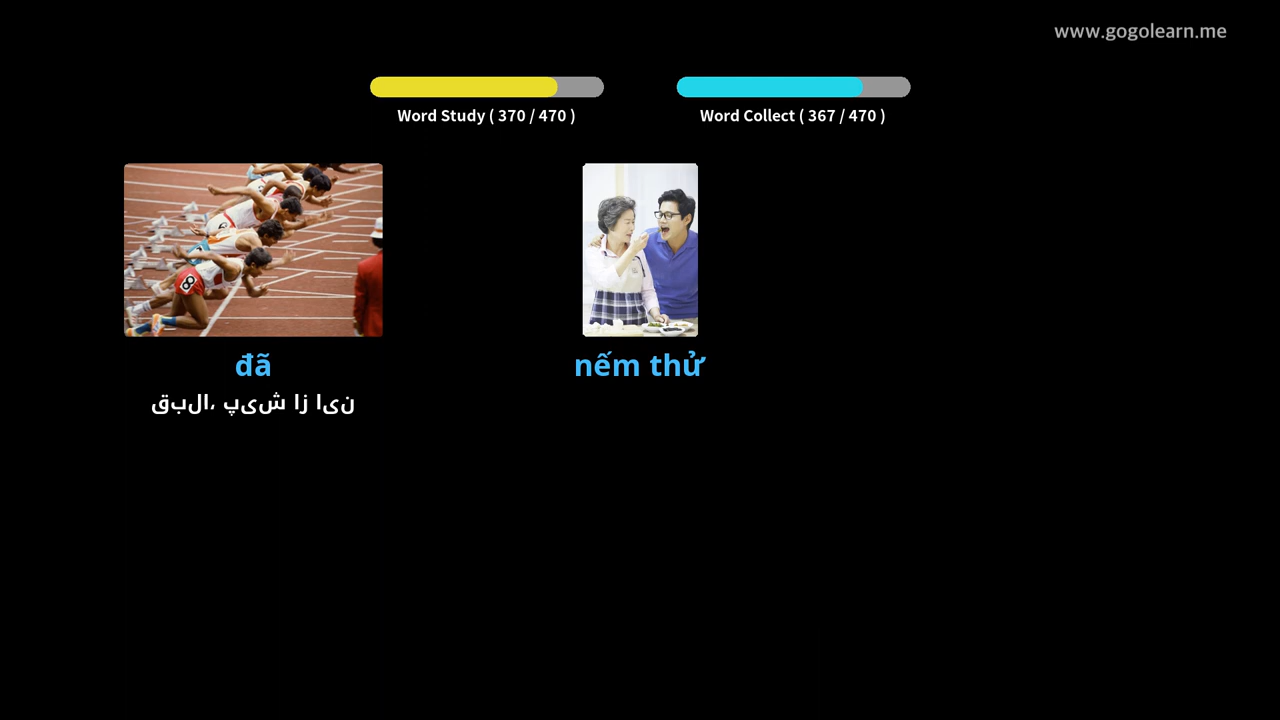 www.gogolearn.me
Word Study ( 370 / 470 )
Word Collect ( 367 / 470 )
đã
nếm thử
قبلا، پیش از این